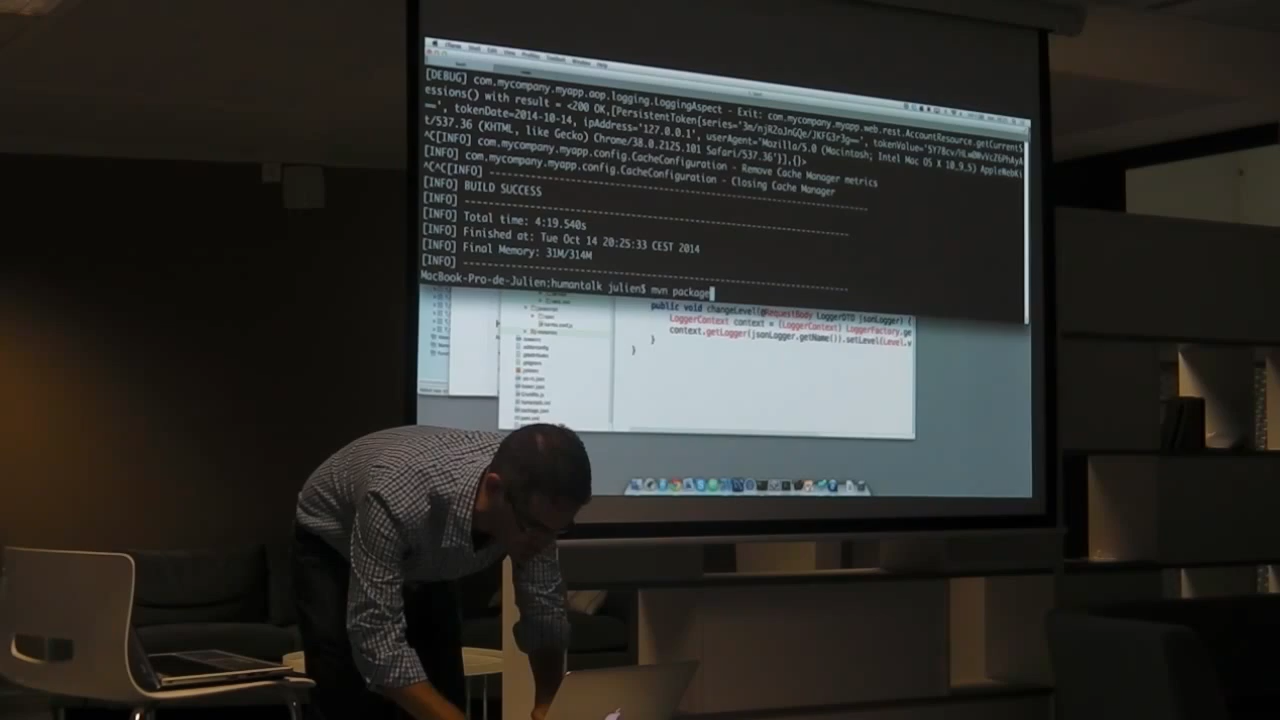 [DEBUG] com.mycompany.myapp.aop.logging.LoggingAspect - Exit: com.mycompany.myapp.web.rest.AccountResource.getCurrentS
essions() with result = <200 OK,[PersistentToken{series='3m/njR2oJnGQe/JKFG3r3g==', tokenValue=
==', tokenDate=2014-10-14, ipAddress='127.0.0.1', userAgent='Mozilla/5.0 (Macintosh; Intel Mac OS X 10_9_5) AppleWebKi
t/537.36 (KHTML, like Gecko) Chrome/38.0.2125.101 Safari/537.36'}],{}>
^C[INFO] com.mycompany.myapp.config.CacheConfiguration - Remove Cache Manager metrics
[INFO] com.mycompany.myapp.config.CacheConfiguration - Closing Cache Manager
^C^C[INFO] ------------------------------------------------------------------------
[INFO] BUILD SUCCESS
[INFO] ------------------------------------------------------------------------
[INFO] Total time: 4:19.540s
[INFO] Finished at: Tue Oct 14 20:25:33 CEST 2014
[INFO] Final Memory: 31M/314M
[INFO] ------------------------------------------------------------------------
MacBook-Pro-de-Julien:humantalk julien$ mvn package
public void changeLevel(@RequestBody LoggerDTO jsonLogger) {
LoggerContext context = (LoggerContext) LoggerFactory.ge
context.getLogger(jsonLogger.getName()).setLevel(Level.v
}
}